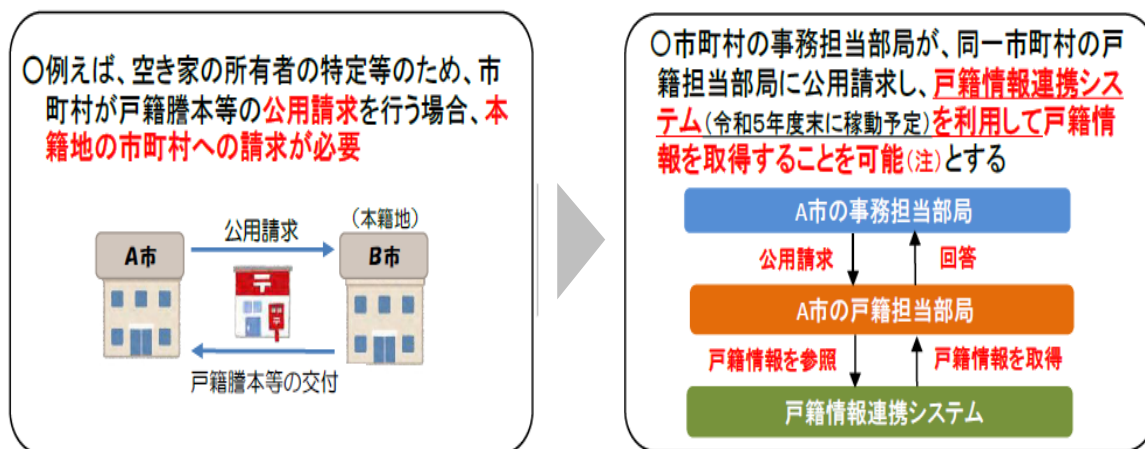 〇例えば、空き家の所有者の特定等のため、市
町村が戸籍謄本等の公用請求を行う場合、本
籍地の市町村への請求が必要
(本籍地)
公用請求
A市
B市
戸籍謄本等の交付
〇市町村の事務担当部局が、同一市町村の戸
籍担当部局に公用請求し、戸籍情報連携シス
テム(令和5年度末に稼動予定)を利用して戸籍情
報を取得することを可能(注)とする
A市の事務担当部局
公用請求
回答
A市の戸籍担当部局
戸籍情報を参照
戸籍情報を取得
戸籍情報連携システム